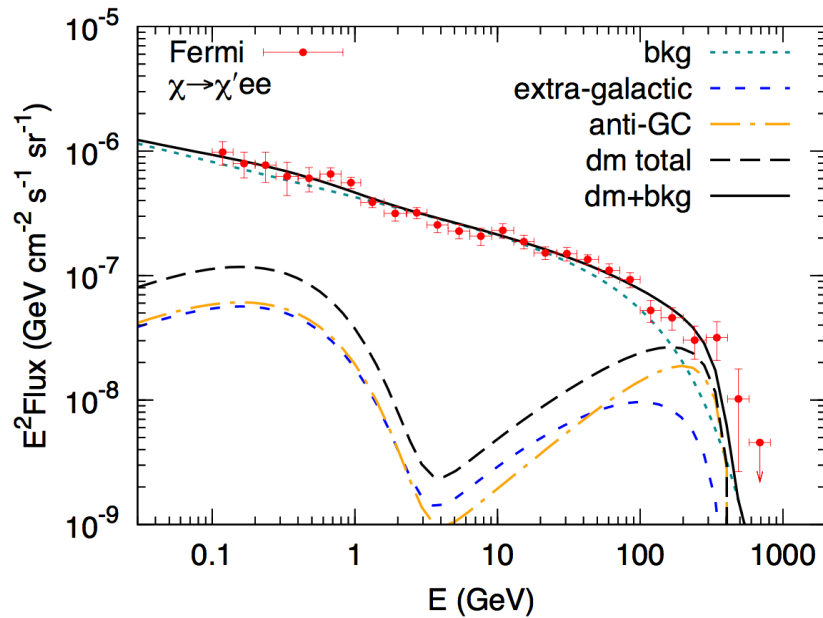 10^-5
10^-6
10^-7
10^-8
10^-9
E^2Flux (GeV cm^-2 s^-1 sr^-1)
Fermi
χ→χ'ee
bkg
extra-galactic
anti-GC
dm total
dm+bkg
0.1
1
10
100
1000
E (GeV)